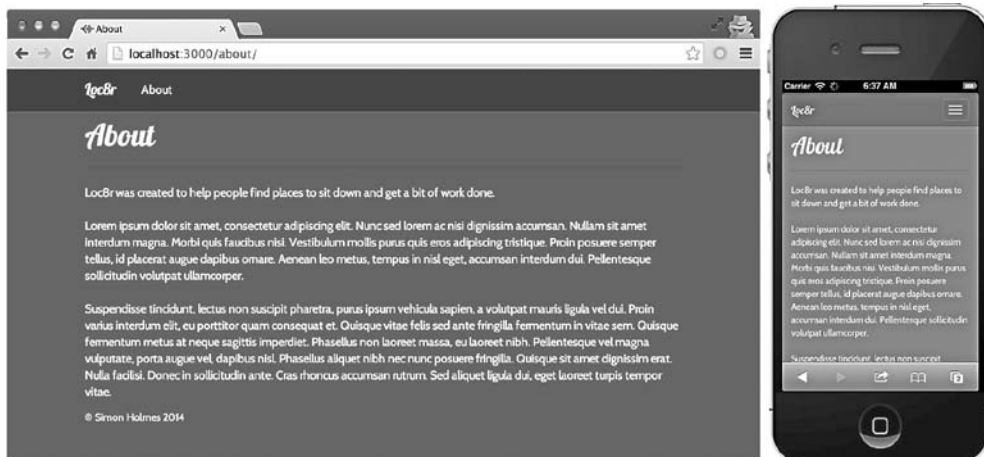 About
localhost:3000/about/
Loc8r About
About
Loc8r was created to help people find places to sit down and get a bit of work done.
Lorem ipsum dolor sit amet, consectetur adipiscing elit. Nunc sed lorem ac nisi dignissim accumsan. Nullam sit amet
interdum magna. Morbi quis faucibus nisi. Vestibulum mollis purus quis eros adipiscing tristique. Proin posuere semper
tellus, id placerat augue dapibus ornare. Aenean leo metus, tempus in nisl eget, accumsan interdum dui. Pellentesque
sollicitudin volutpat ullamcorper.
Suspendisse tincidunt, lectus non suscipit pharetra, purus ipsum vehicula sapien, a volutpat mauris ligula vel dui. Proin
varius interdum elit, eu porttitor quam consequat et. Quisque vitae felis sed ante fringilla fermentum in vitae sem. Quisque
fermentum metus at neque sagittis imperdiet. Phasellus non laoreet massa, eu laoreet nibh. Pellentesque vel magna
vulputate, porta augue vel, dapibus nisl. Phasellus aliquet nibh nec nunc posuere fringilla. Quisque sit amet dignissim erat.
Nulla facilisi. Donec in sollicitudin ante. Cras rhoncus accumsan rutrum. Sed aliquet ligula dui, eget laoreet turpis tempor
vitae.
© Simon Holmes 2014
Carrier 6:37 AM
Loc8r
About
Loc8r was created to help people find places to
sit down and get a bit of work done.
Lorem ipsum dolor sit amet, consectetur
adipiscing elit. Nunc sed lorem ac nisi dignissim
accumsan. Nullam sit amet interdum magna.
Morbi quis faucibus nisi. Vestibulum mollis purus
quis eros adipiscing tristique. Proin posuere
semper tellus, id placerat augue dapibus ornare.
Aenean leo metus, tempus in nisl eget,
accumsan interdum dui. Pellentesque sollicitudin
volutpat ullamcorper.
Suspendisse tincidunt, lectus non suscipit
2